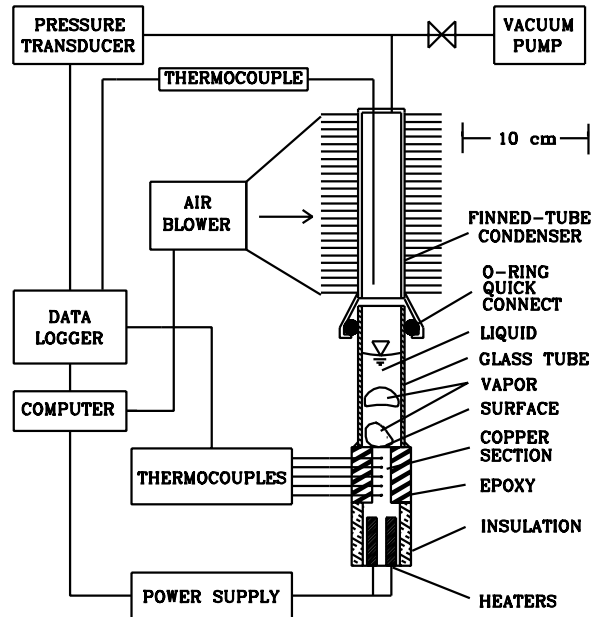 PRESSURE
TRANSDUCER
VACUUM
PUMP
THERMOCOUPLE
10 cm
AIR
BLOWER
FINNED-TUBE
CONDENSER
O-RING
QUICK
CONNECT
DATA
LOGGER
LIQUID
GLASS TUBE
VAPOR
COMPUTER
SURFACE
COPPER
SECTION
THERMOCOUPLES
EPOXY
INSULATION
POWER SUPPLY
HEATERS